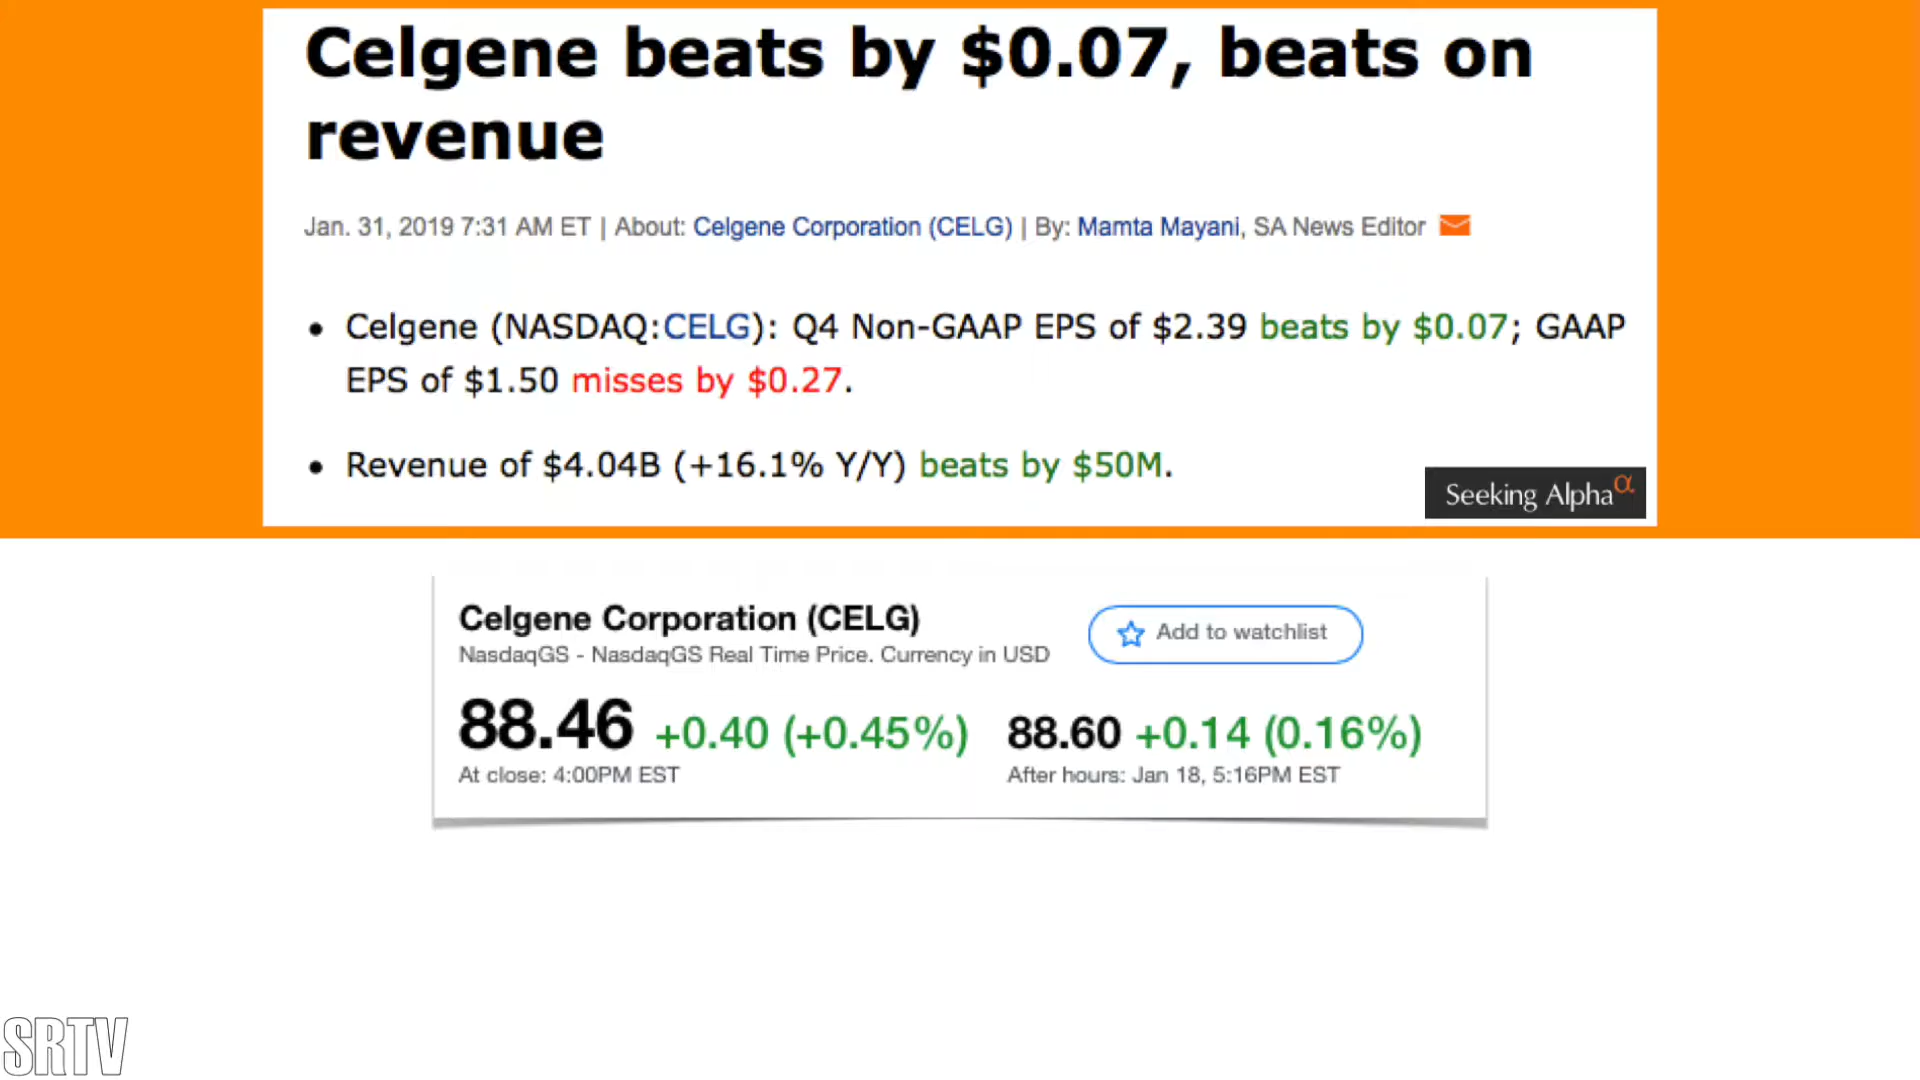 Celgene beats by $0.07, beats on
revenue
Jan. 31, 2019 7:31 AM ET | About: Celgene Corporation (CELG) | By: Mamta Mayani, SA News Editor
• Celgene (NASDAQ:CELG): Q4 Non-GAAP EPS of $2.39 beats by $0.07; GAAP
EPS of $1.50 misses by $0.27.
• Revenue of $4.04B (+16.1% Y/Y) beats by $50M.
Seeking Alpha α
Celgene Corporation (CELG)
Add to watchlist
NasdaqGS - NasdaqGS Real Time Price. Currency in USD
88.46 +0.40 (+0.45%) 88.60 +0.14 (0.16%)
At close: 4:00PM EST After hours: Jan 18, 5:16PM EST
SRTV